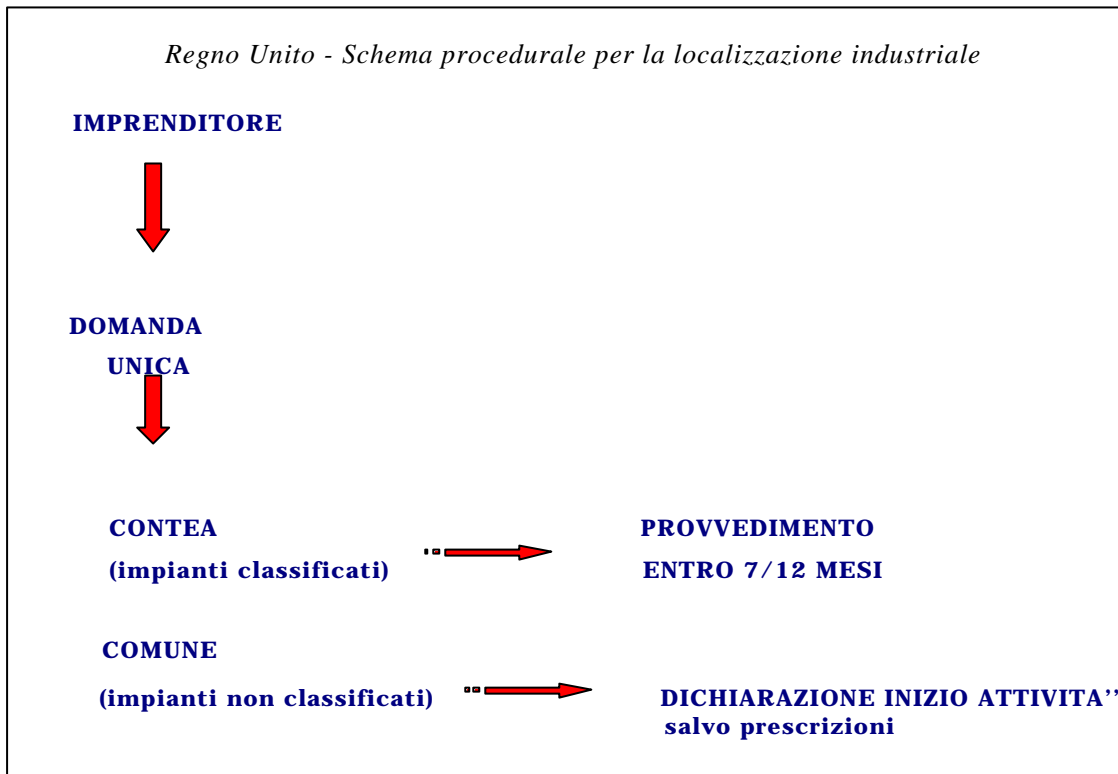 Regno Unito - Schema procedurale per la localizzazione industriale
IMPRENDITORE
DOMANDA
UNICA
CONTEA
(impianti classificati)
PROVVEDIMENTO
ENTRO 7/12 MESI
COMUNE
(impianti non classificati)
DICHIARAZIONE INIZIO ATTIVITA''
salvo prescrizioni